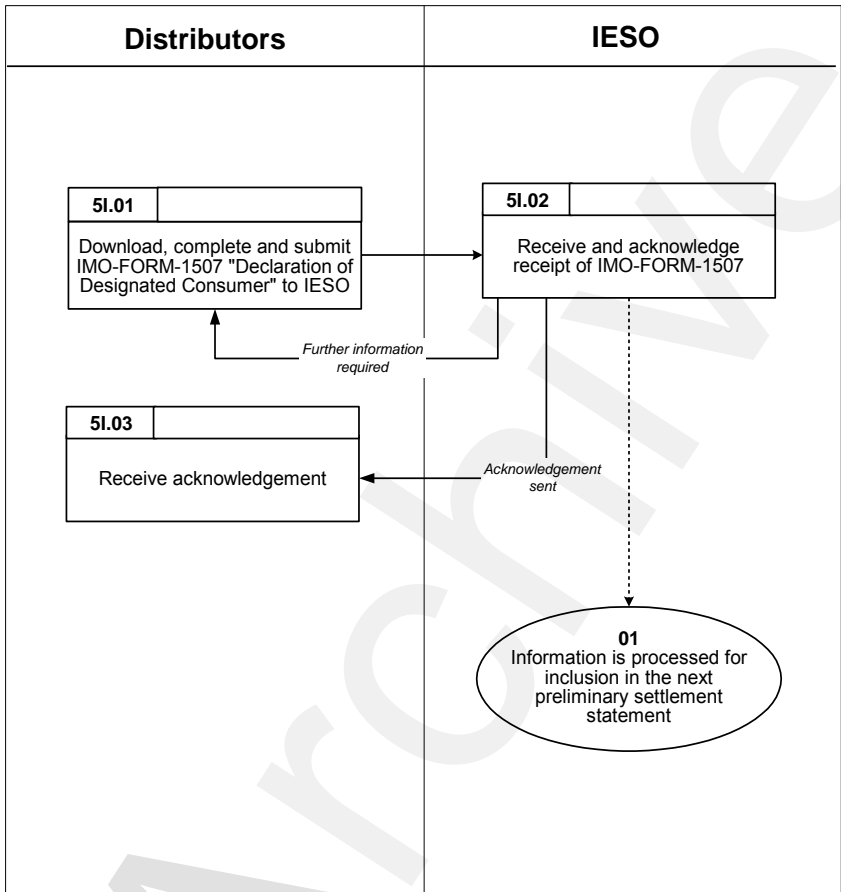 Distributors
IESO
5I.01
Download, complete and submit
IMO-FORM-1507 "Declaration of
Designated Consumer" to IESO
5I.02
Receive and acknowledge
receipt of IMO-FORM-1507
Further information
required
5I.03
Receive acknowledgement
Acknowledgement
sent
01
Information is processed for
inclusion in the next
preliminary settlement
statement
Archive